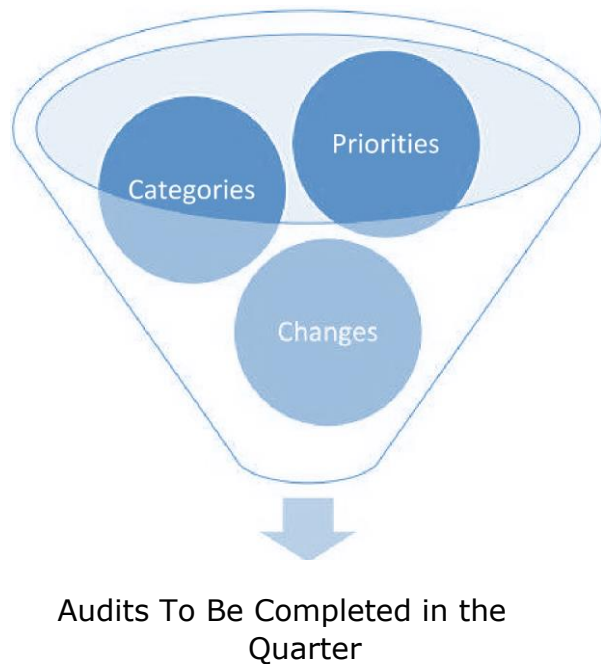 Priorities
Categories
Changes
Audits To Be Completed in the
Quarter